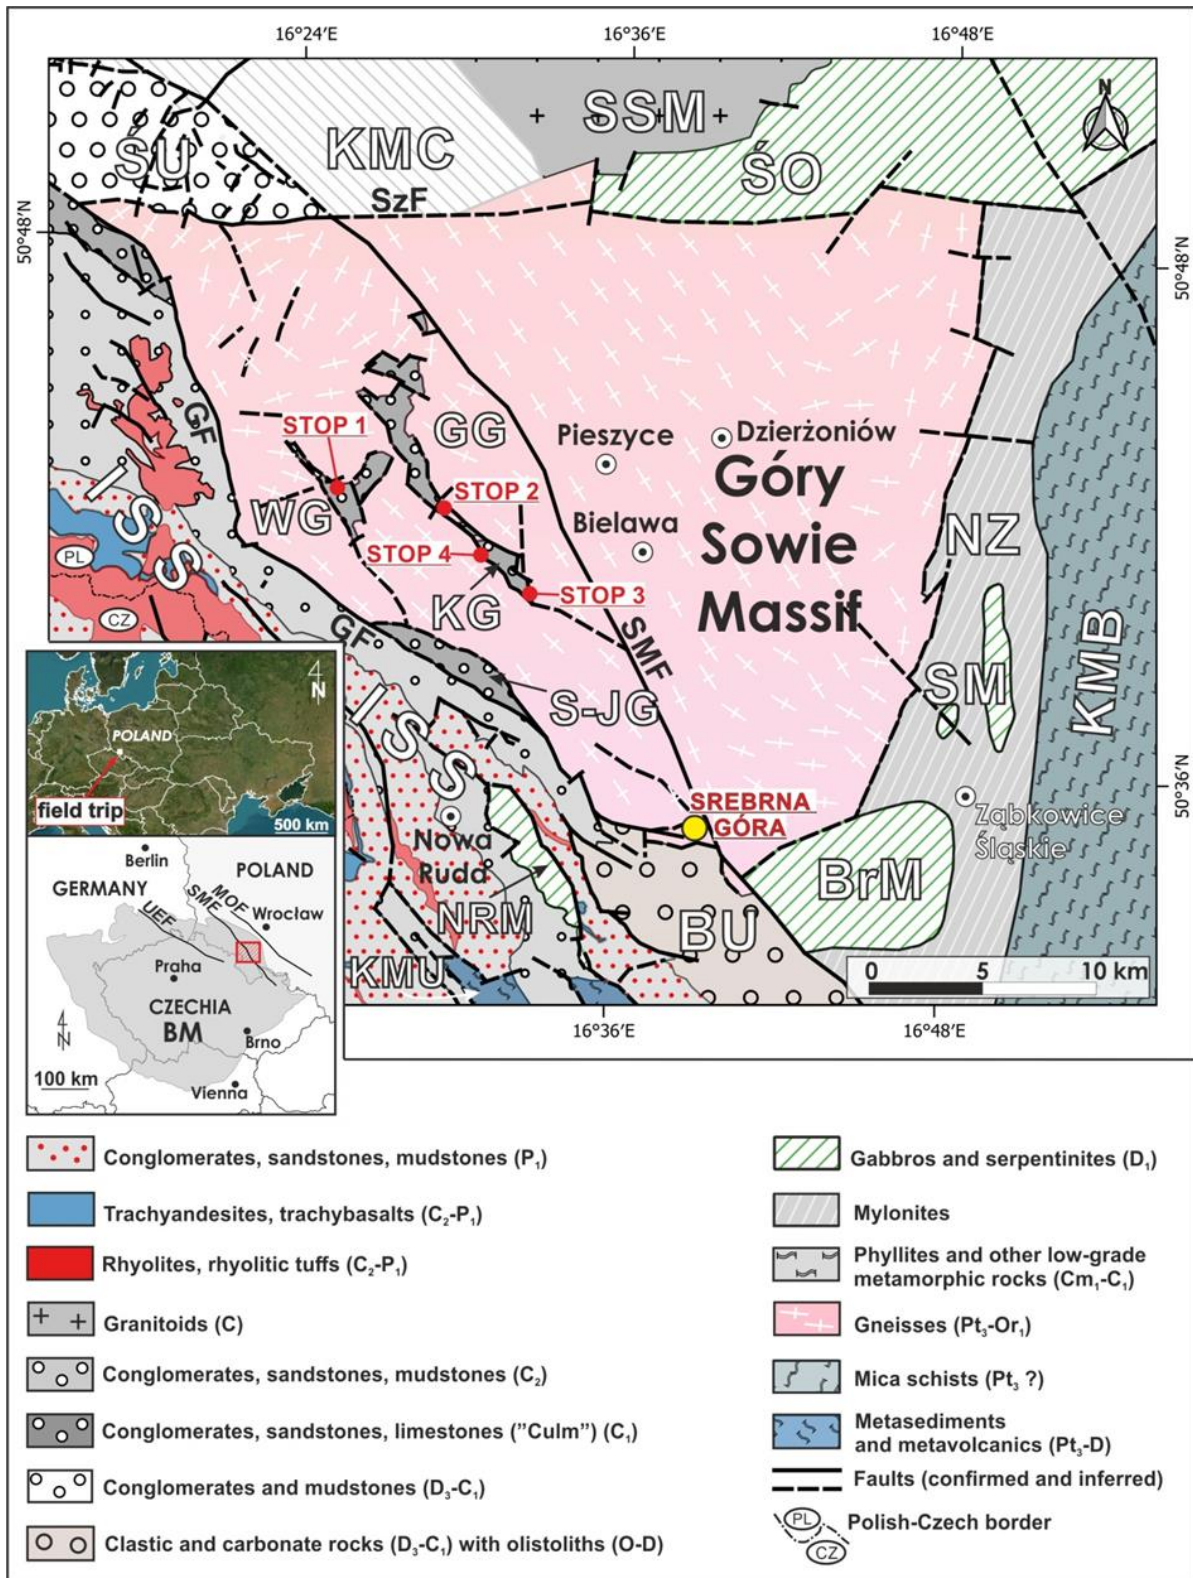 16°24′E
16°36′E
16°48′E
N
SSM
KMC
ŚU
ŚO
SzF
50°48′N
50°48′N
GF
STOP 1
GG
Pieszyce
Dzierżoniów
Góry
Sowie
Massif
STOP 2
WG
Bielawa
NZ
ISS
STOP 4
PL
STOP 3
KG
CZ
GF
SMF
KMB
SM
S-JG
ISS
N
POLAND
field trip
500 km
50°36′N
SREBRNA
GÓRA
Ząbkowice
Śląskie
Nowa
Ruda
BrM
NRM
BU
KMU
0 5 10 km
Berlin
POLAND
GERMANY
MOF
SMF
UEF
Wrocław
Praha
CZECHIA
BM
N
Brno
100 km
Vienna
16°36′E
16°48′E
Conglomerates, sandstones, mudstones (P₁)
Trachyandesites, trachybasalts (C₂-P₁)
Rhyolites, rhyolitic tuffs (C₂-P₁)
Granitoids (C)
Conglomerates, sandstones, mudstones (C₂)
Conglomerates, sandstones, limestones (”Culm”) (C₁)
Conglomerates and mudstones (D₃-C₁)
Clastic and carbonate rocks (D₃-C₁) with olistoliths (O-D)
Gabbros and serpentinites (D₁)
Mylonites
Phyllites and other low-grade
metamorphic rocks (Cm₁-C₁)
Gneisses (Pt₃-Or₁)
Mica schists (Pt₃ ?)
Metasediments
and metavolcanics (Pt₃-D)
Faults (confirmed and inferred)
PL
Polish-Czech border
CZ